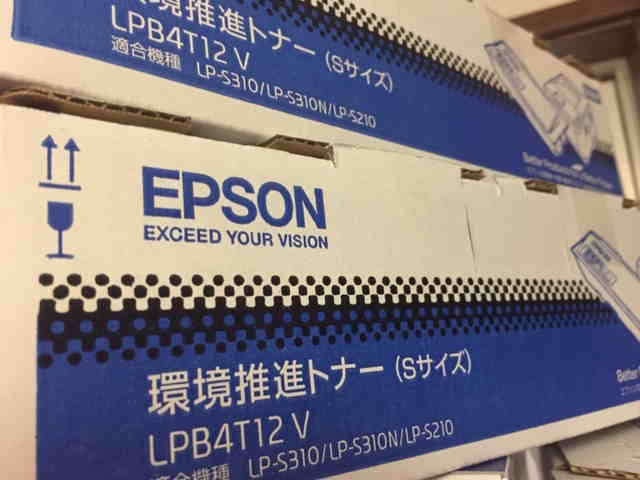 境推進トナー（Sサイズ）
LPB4T12 V
適合機種 LP-S310/LP-S310N/LP-S210
EPSON
EXCEED YOUR VISION
環境推進トナー（Sサイズ）
LPB4T12 V
適合機種 LP-S310/LP-S310N/LP-S210
Better